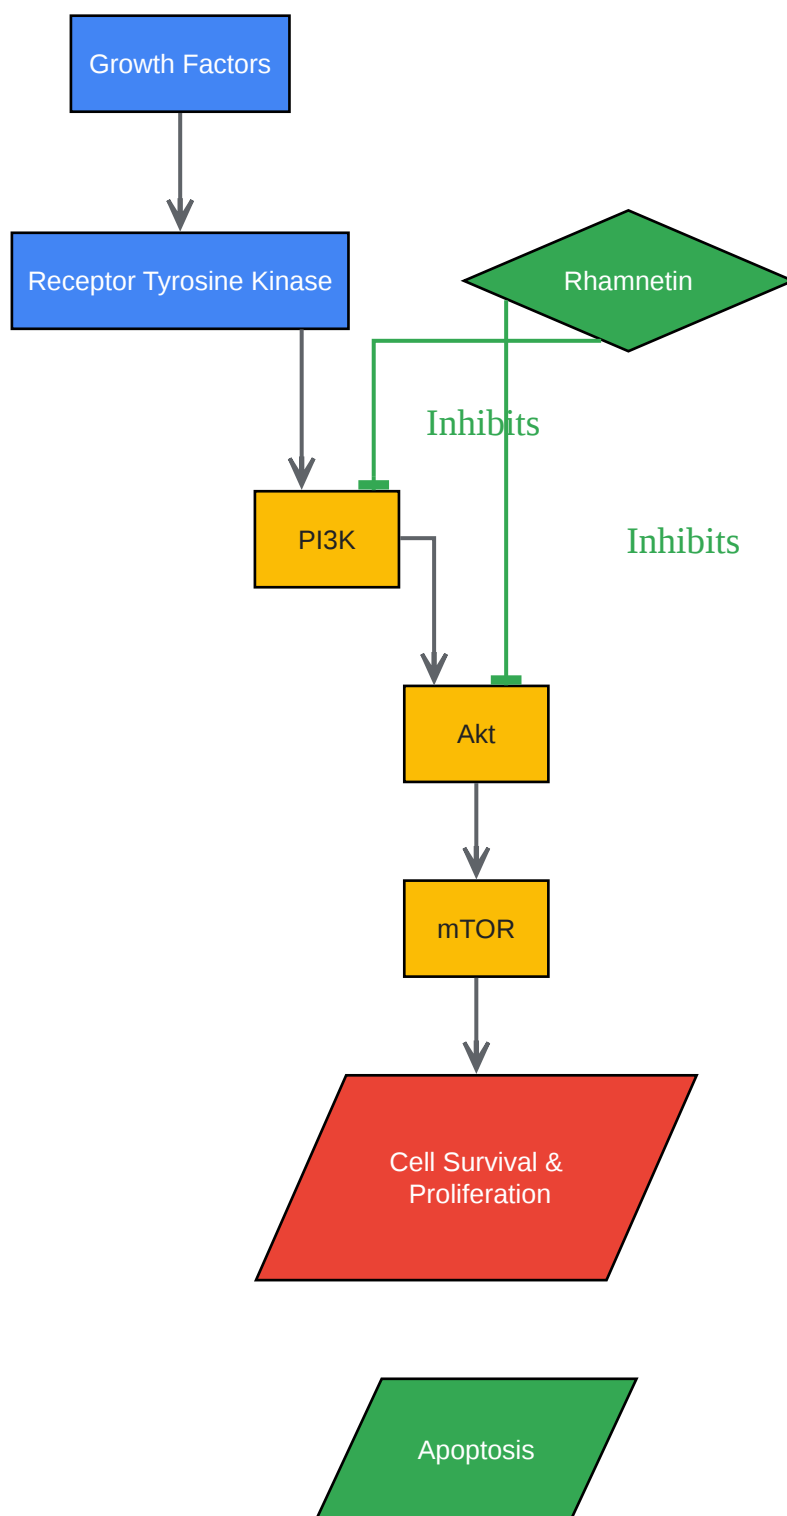 Growth Factors
Receptor Tyrosine Kinase
Rhamnetin
Inhibits
PI3K
Inhibits
Akt
mTOR
Cell Survival &
Proliferation
Apoptosis